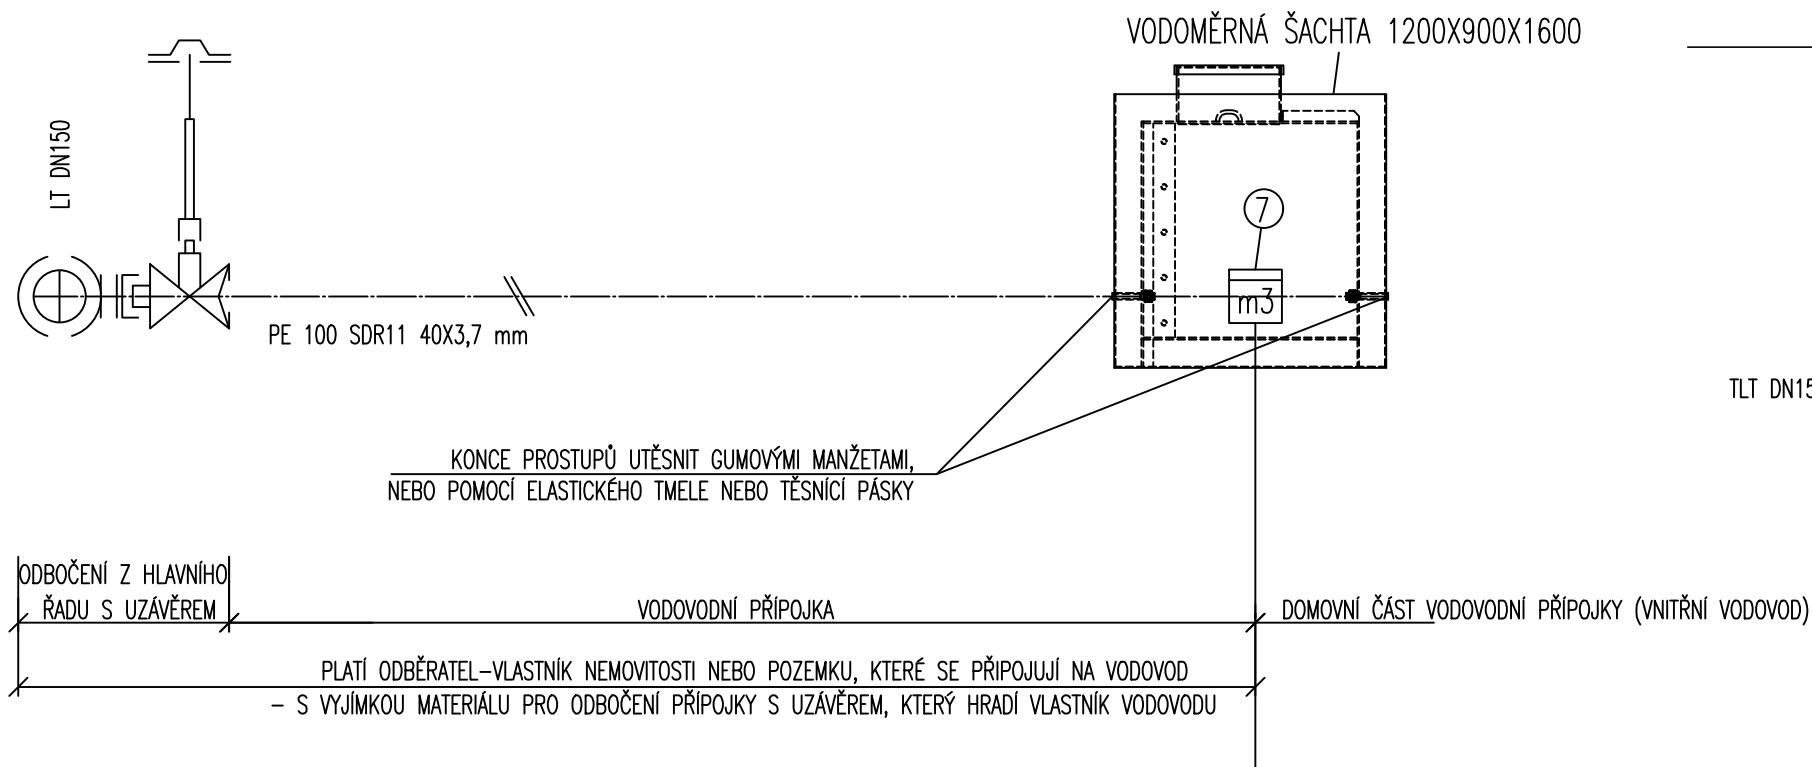 VODOMĚRNÁ ŠACHTA 1200X900X1600
LT DN150
7
m3
PE 100 SDR11 40X3,7 mm
TLT DN15
KONCE PROSTUPŮ UTĚSNIT GUMOVÝMI MANŽETAMI,
NEBO POMOCÍ ELASTICKÉHO TMELE NEBO TĚSNÍCÍ PÁSKY
ODBOČENÍ Z HLAVNÍHO
ŘADU S UZÁVĚREM
VODOVODNÍ PŘÍPOJKA
DOMOVNÍ ČÁST VODOVODNÍ PŘÍPOJKY (VNITŘNÍ VODOVOD)
PLATÍ ODBĚRATEL-VLASTNÍK NEMOVITOSTI NEBO POZEMKU, KTERÉ SE PŘIPOJUJÍ NA VODOVOD
- S VYJÍMKOU MATERIÁLU PRO ODBOČENÍ PŘÍPOJKY S UZÁVĚREM, KTERÝ HRADÍ VLASTNÍK VODOVODU